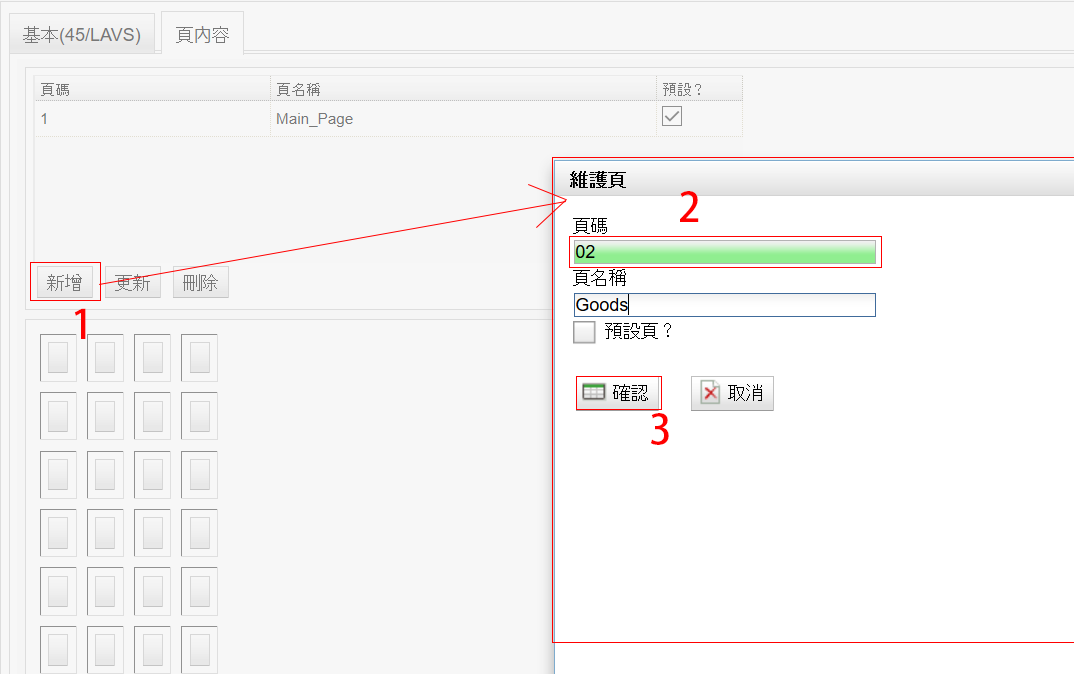 基本(45/LAVS) 頁內容
頁碼 頁名稱 預設?
1 Main_Page
維護頁
2
頁碼
02
頁名稱
新增 更新 刪除
Goods
1
預設頁?
確認 取消
3